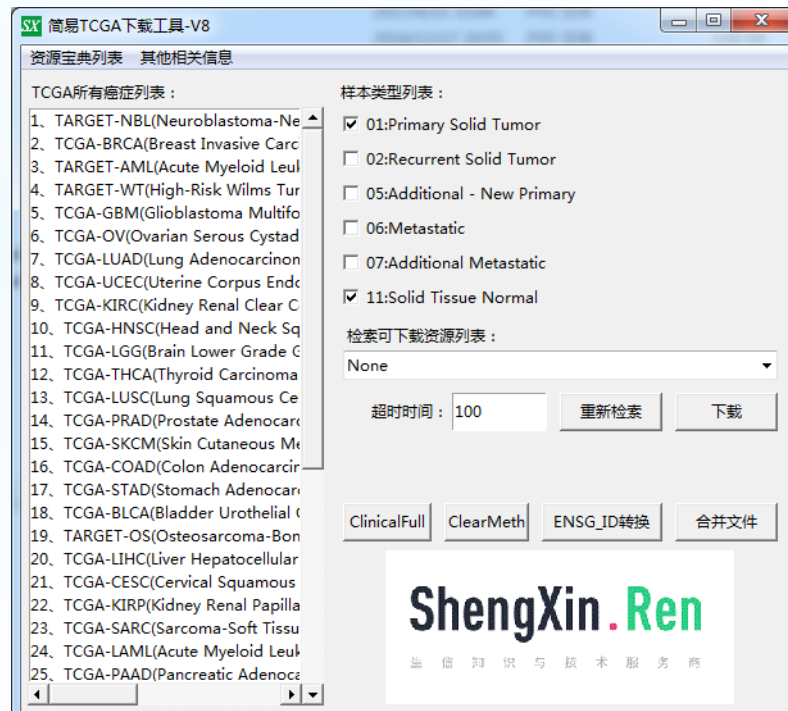 SX 简易TCGA下载工具-V8
资源宝典列表 其他相关信息
TCGA所有癌症列表：
1、TARGET-NBL(Neuroblastoma-Ne
2、TCGA-BRCA(Breast Invasive Carc
3、TARGET-AML(Acute Myeloid Leuk
4、TARGET-WT(High-Risk Wilms Tur
5、TCGA-GBM(Glioblastoma Multifo
6、TCGA-OV(Ovarian Serous Cystad
7、TCGA-LUAD(Lung Adenocarcinon
8、TCGA-UCEC(Uterine Corpus Endo
9、TCGA-KIRC(Kidney Renal Clear C
10、TCGA-HNSC(Head and Neck Sq
11、TCGA-LGG(Brain Lower Grade G
12、TCGA-THCA(Thyroid Carcinoma
13、TCGA-LUSC(Lung Squamous Ce
14、TCGA-PRAD(Prostate Adenocarc
15、TCGA-SKCM(Skin Cutaneous Me
16、TCGA-COAD(Colon Adenocarcir
17、TCGA-STAD(Stomach Adenocar
18、TCGA-BLCA(Bladder Urothelial C
19、TARGET-OS(Osteosarcoma-Bon
20、TCGA-LIHC(Liver Hepatocellular
21、TCGA-CESC(Cervical Squamous
22、TCGA-KIRP(Kidney Renal Papilla
23、TCGA-SARC(Sarcoma-Soft Tissu
24、TCGA-LAML(Acute Myeloid Leuk
25、TCGA-PAAD(Pancreatic Adenoca
样本类型列表：
01:Primary Solid Tumor
02:Recurrent Solid Tumor
05:Additional - New Primary
06:Metastatic
07:Additional Metastatic
11:Solid Tissue Normal
检索可下载资源列表：
None
超时时间： 100 重新检索 下载
ClinicalFull ClearMeth ENSG_ID转换 合并文件
ShengXin.Ren
生信知识与技术服务商